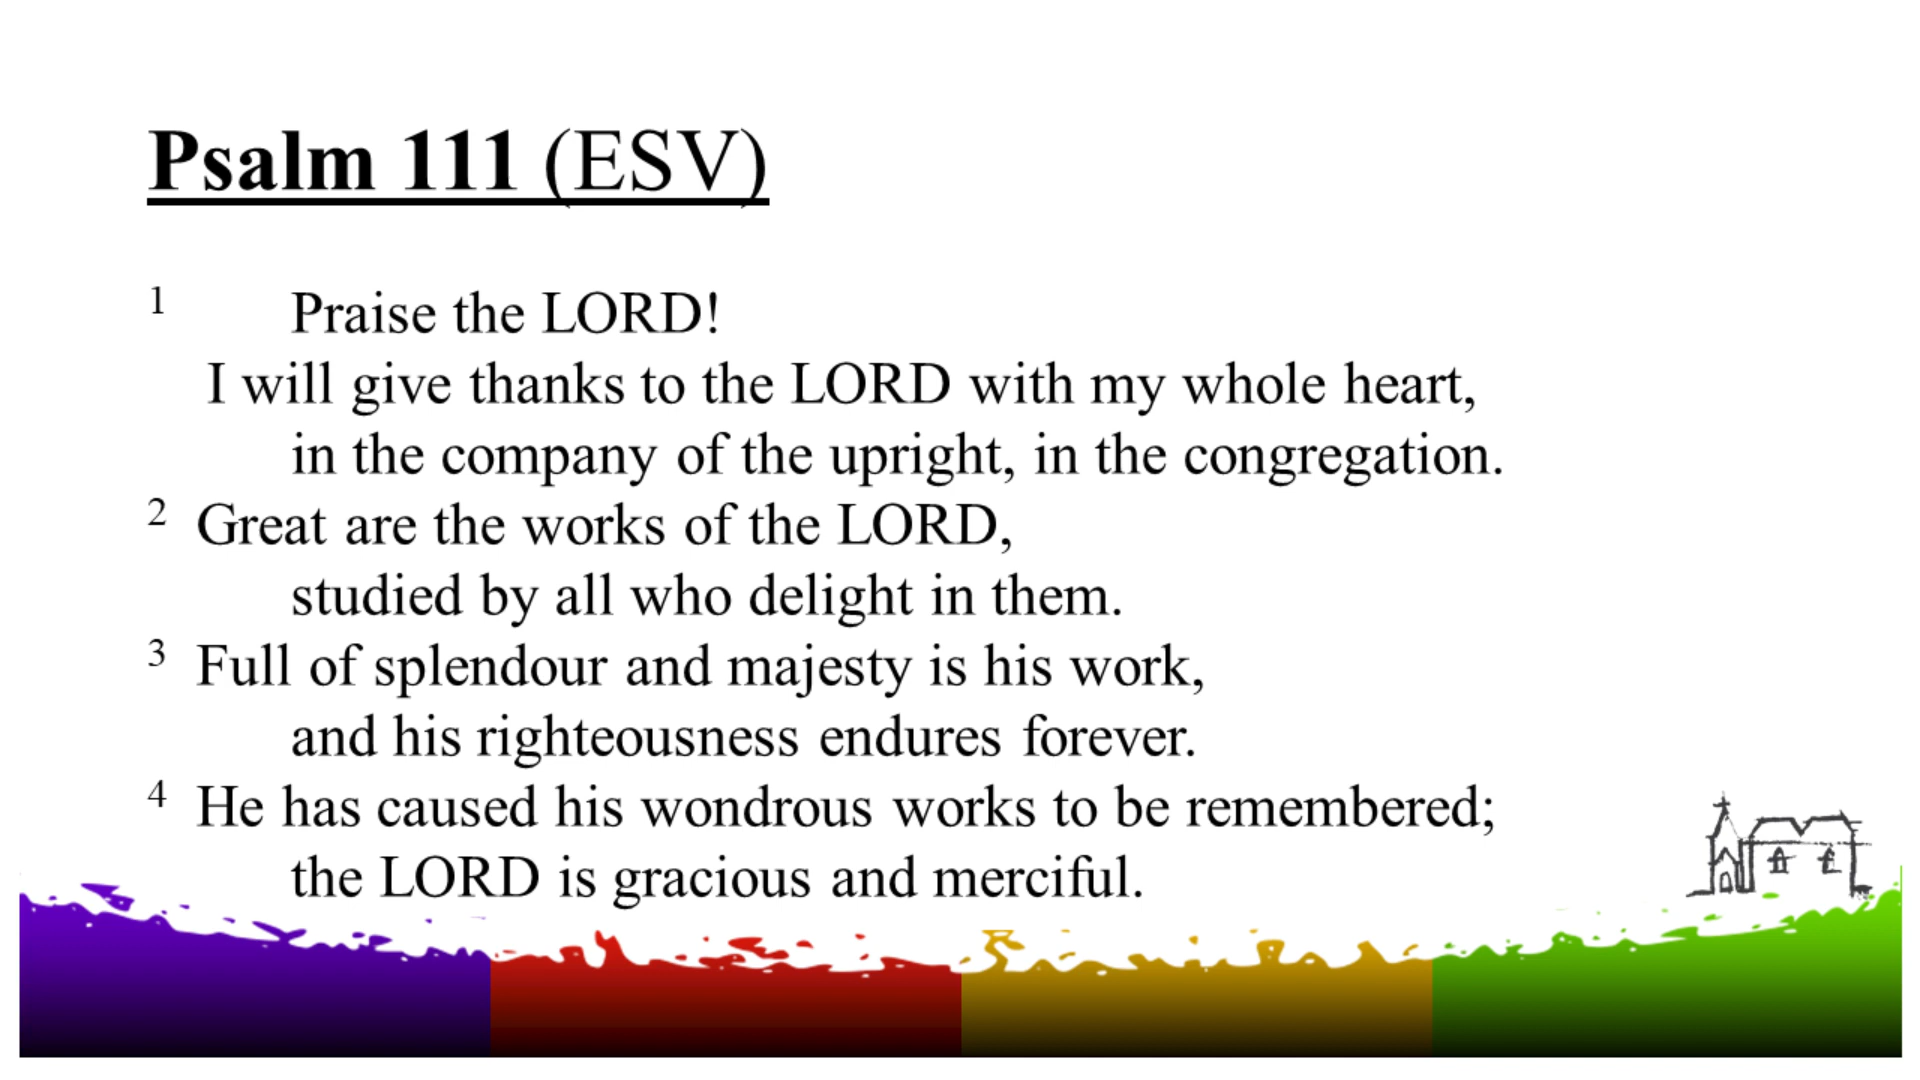 Psalm 111 (ESV)
1 Praise the LORD!
I will give thanks to the LORD with my whole heart,
in the company of the upright, in the congregation.
2 Great are the works of the LORD,
studied by all who delight in them.
3 Full of splendour and majesty is his work,
and his righteousness endures forever.
4 He has caused his wondrous works to be remembered;
the LORD is gracious and merciful.